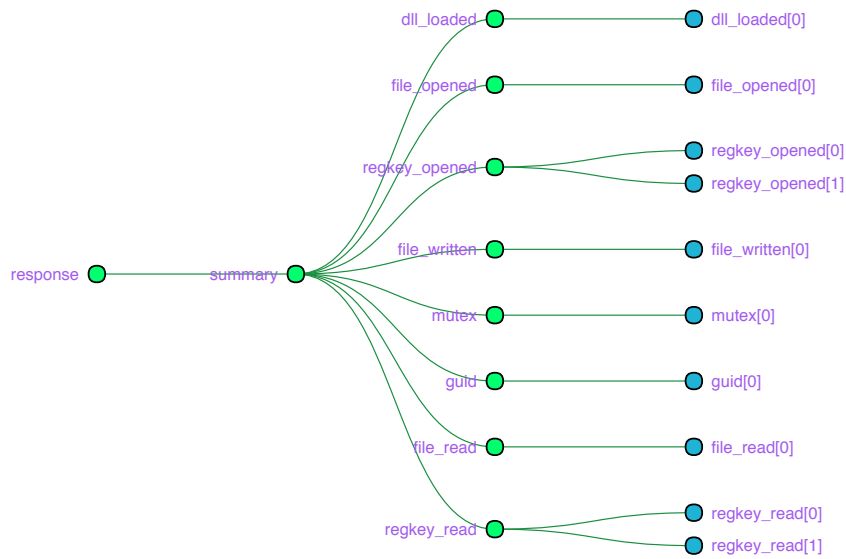 dll_loaded
dll_loaded[0]
file_opened
file_opened[0]
regkey_opened
regkey_opened[0]
regkey_opened[1]
file_written
file_written[0]
response
summary
mutex
mutex[0]
guid
guid[0]
file_read
file_read[0]
regkey_read
regkey_read[0]
regkey_read[1]